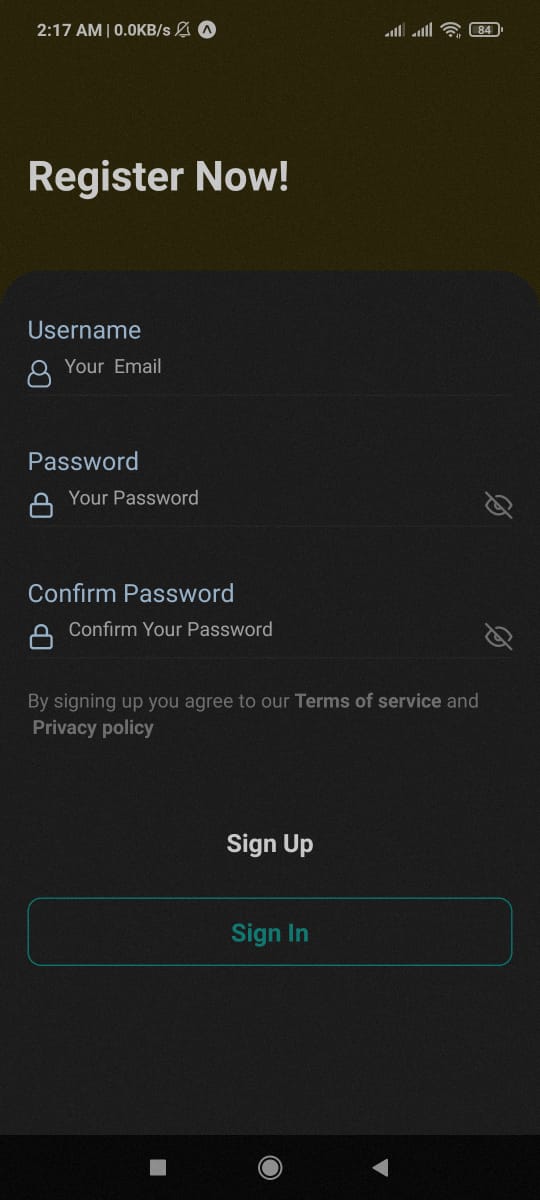 2:17 AM | 0.0KB/s 84
Register Now!
Username
Your Email
Password
Your Password
Confirm Password
Confirm Your Password
By signing up you agree to our Terms of service and
Privacy policy
Sign Up
Sign In